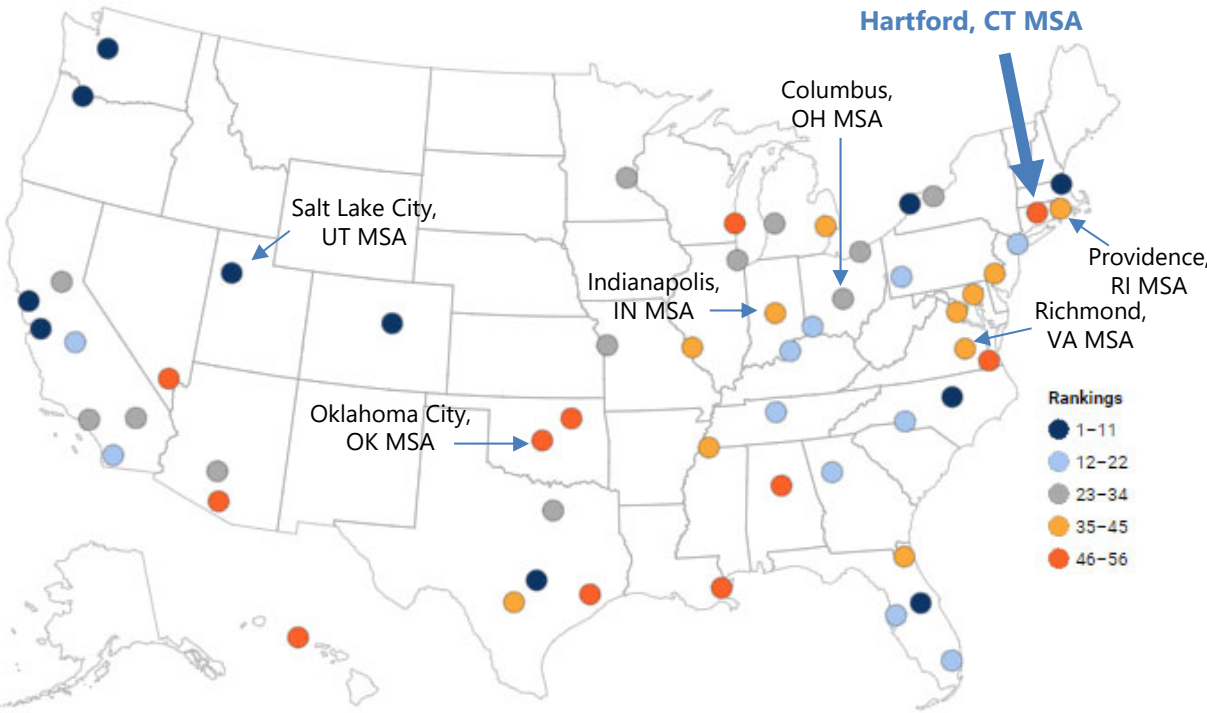 Hartford, CT MSA
Columbus,
OH MSA
Salt Lake City,
UT MSA
Indianapolis,
IN MSA
Providence,
RI MSA
Richmond,
VA MSA
Oklahoma City,
OK MSA
Rankings
1–11
12–22
23–34
35–45
46–56